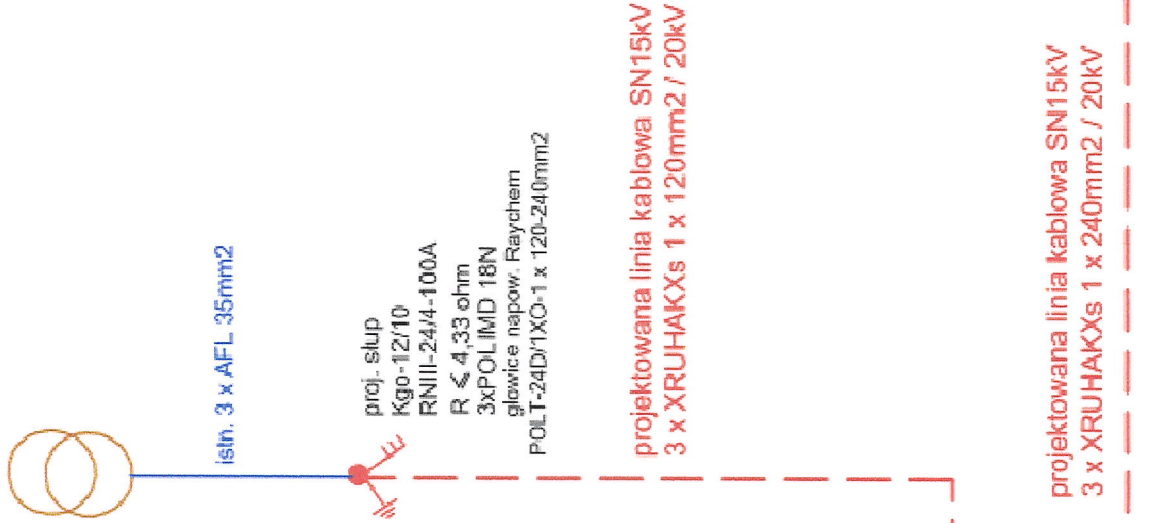 istn. 3 x AFL 35mm2
proj. słup
Kgo-12/10
RNIII-24/4-100A
R ⩽ 4,33 ohm
3xPOLIMD 18N
głowice napow. Raychem
POLT-24D/1XO-1 x 120-240mm2
projektowana linia kablowa SN15kV
3 x XRUHAKXs 1 x 120mm2 / 20kV
projektowana linia kablowa SN15kV
3 x XRUHAKXs 1 x 240mm2 / 20kV